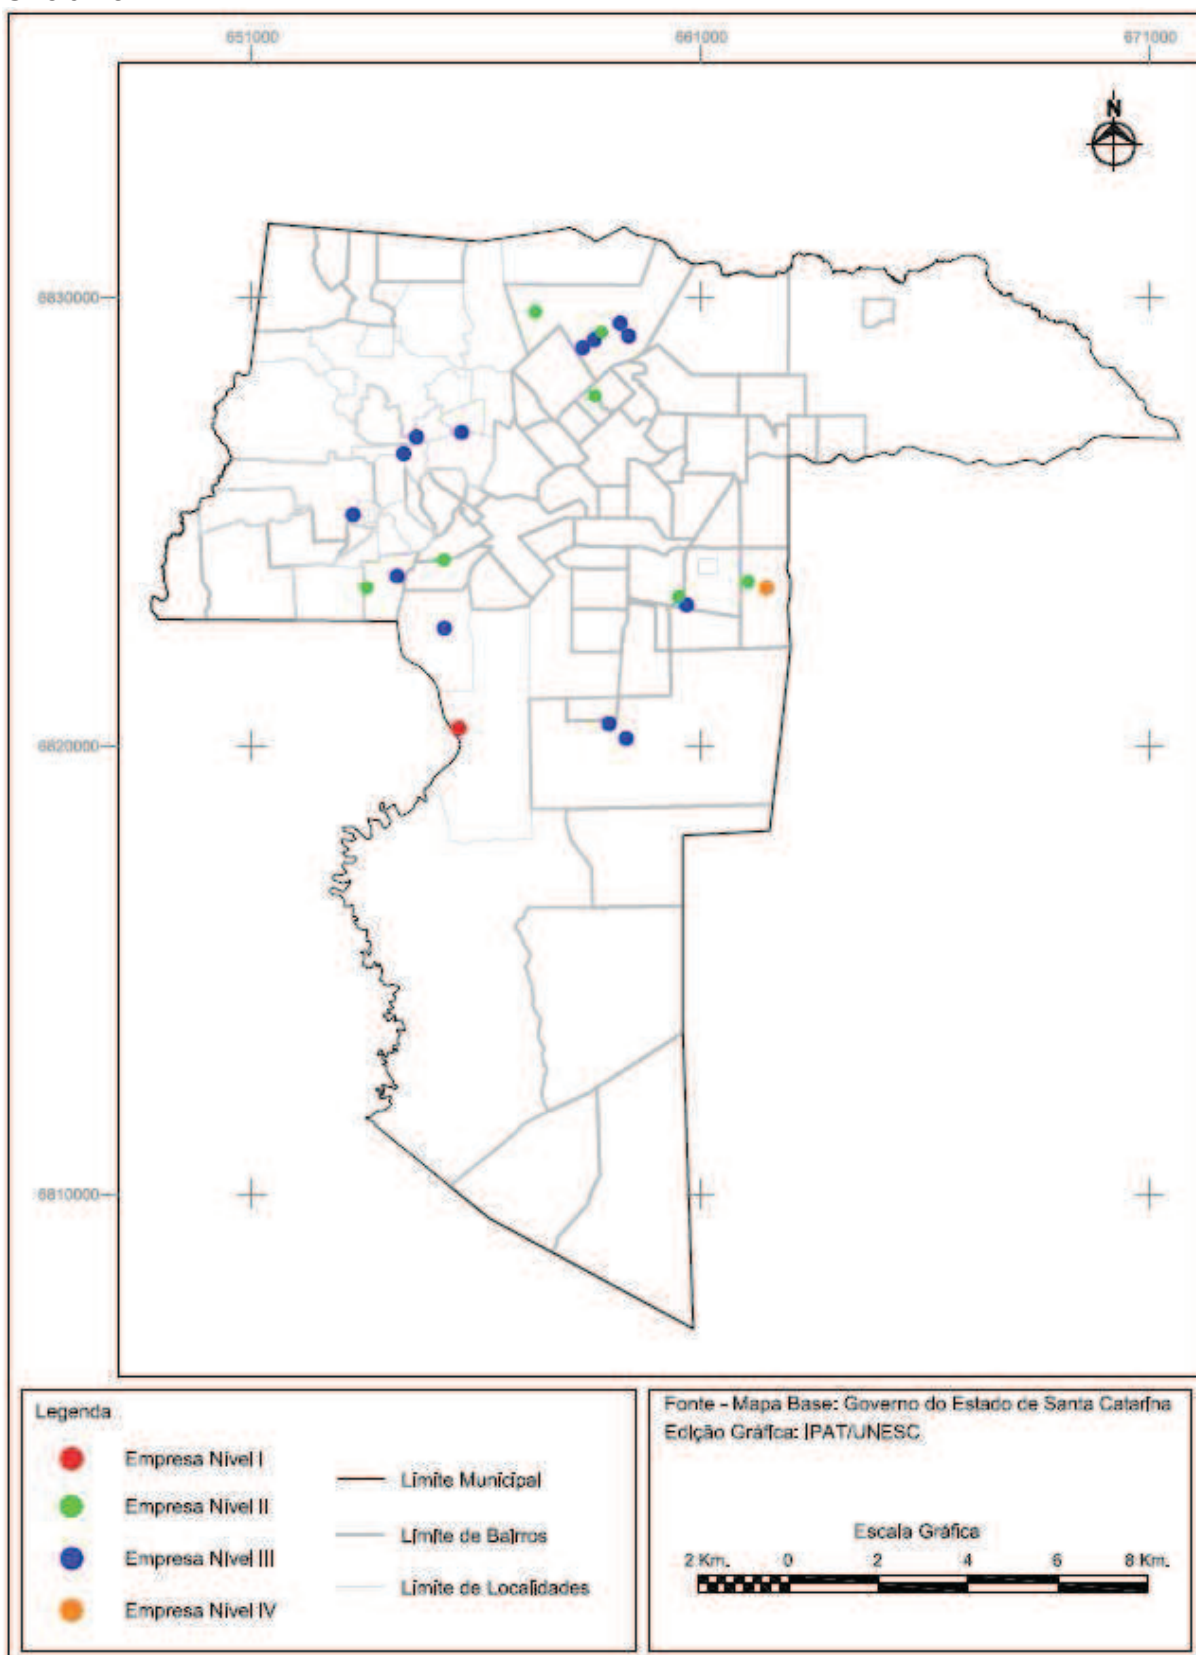 651000
661000
671000
N
6830000
6820000
6810000
Legenda
Empresa Nível I
Empresa Nível II
Empresa Nível III
Empresa Nível IV
Limite Municipal
Limite de Bairros
Limite de Localidades
Fonte - Mapa Base: Governo do Estado de Santa Catarina
Edição Gráfica: IPAT/UNESC
Escala Gráfica
2 Km. 0 2 4 6 8 Km.